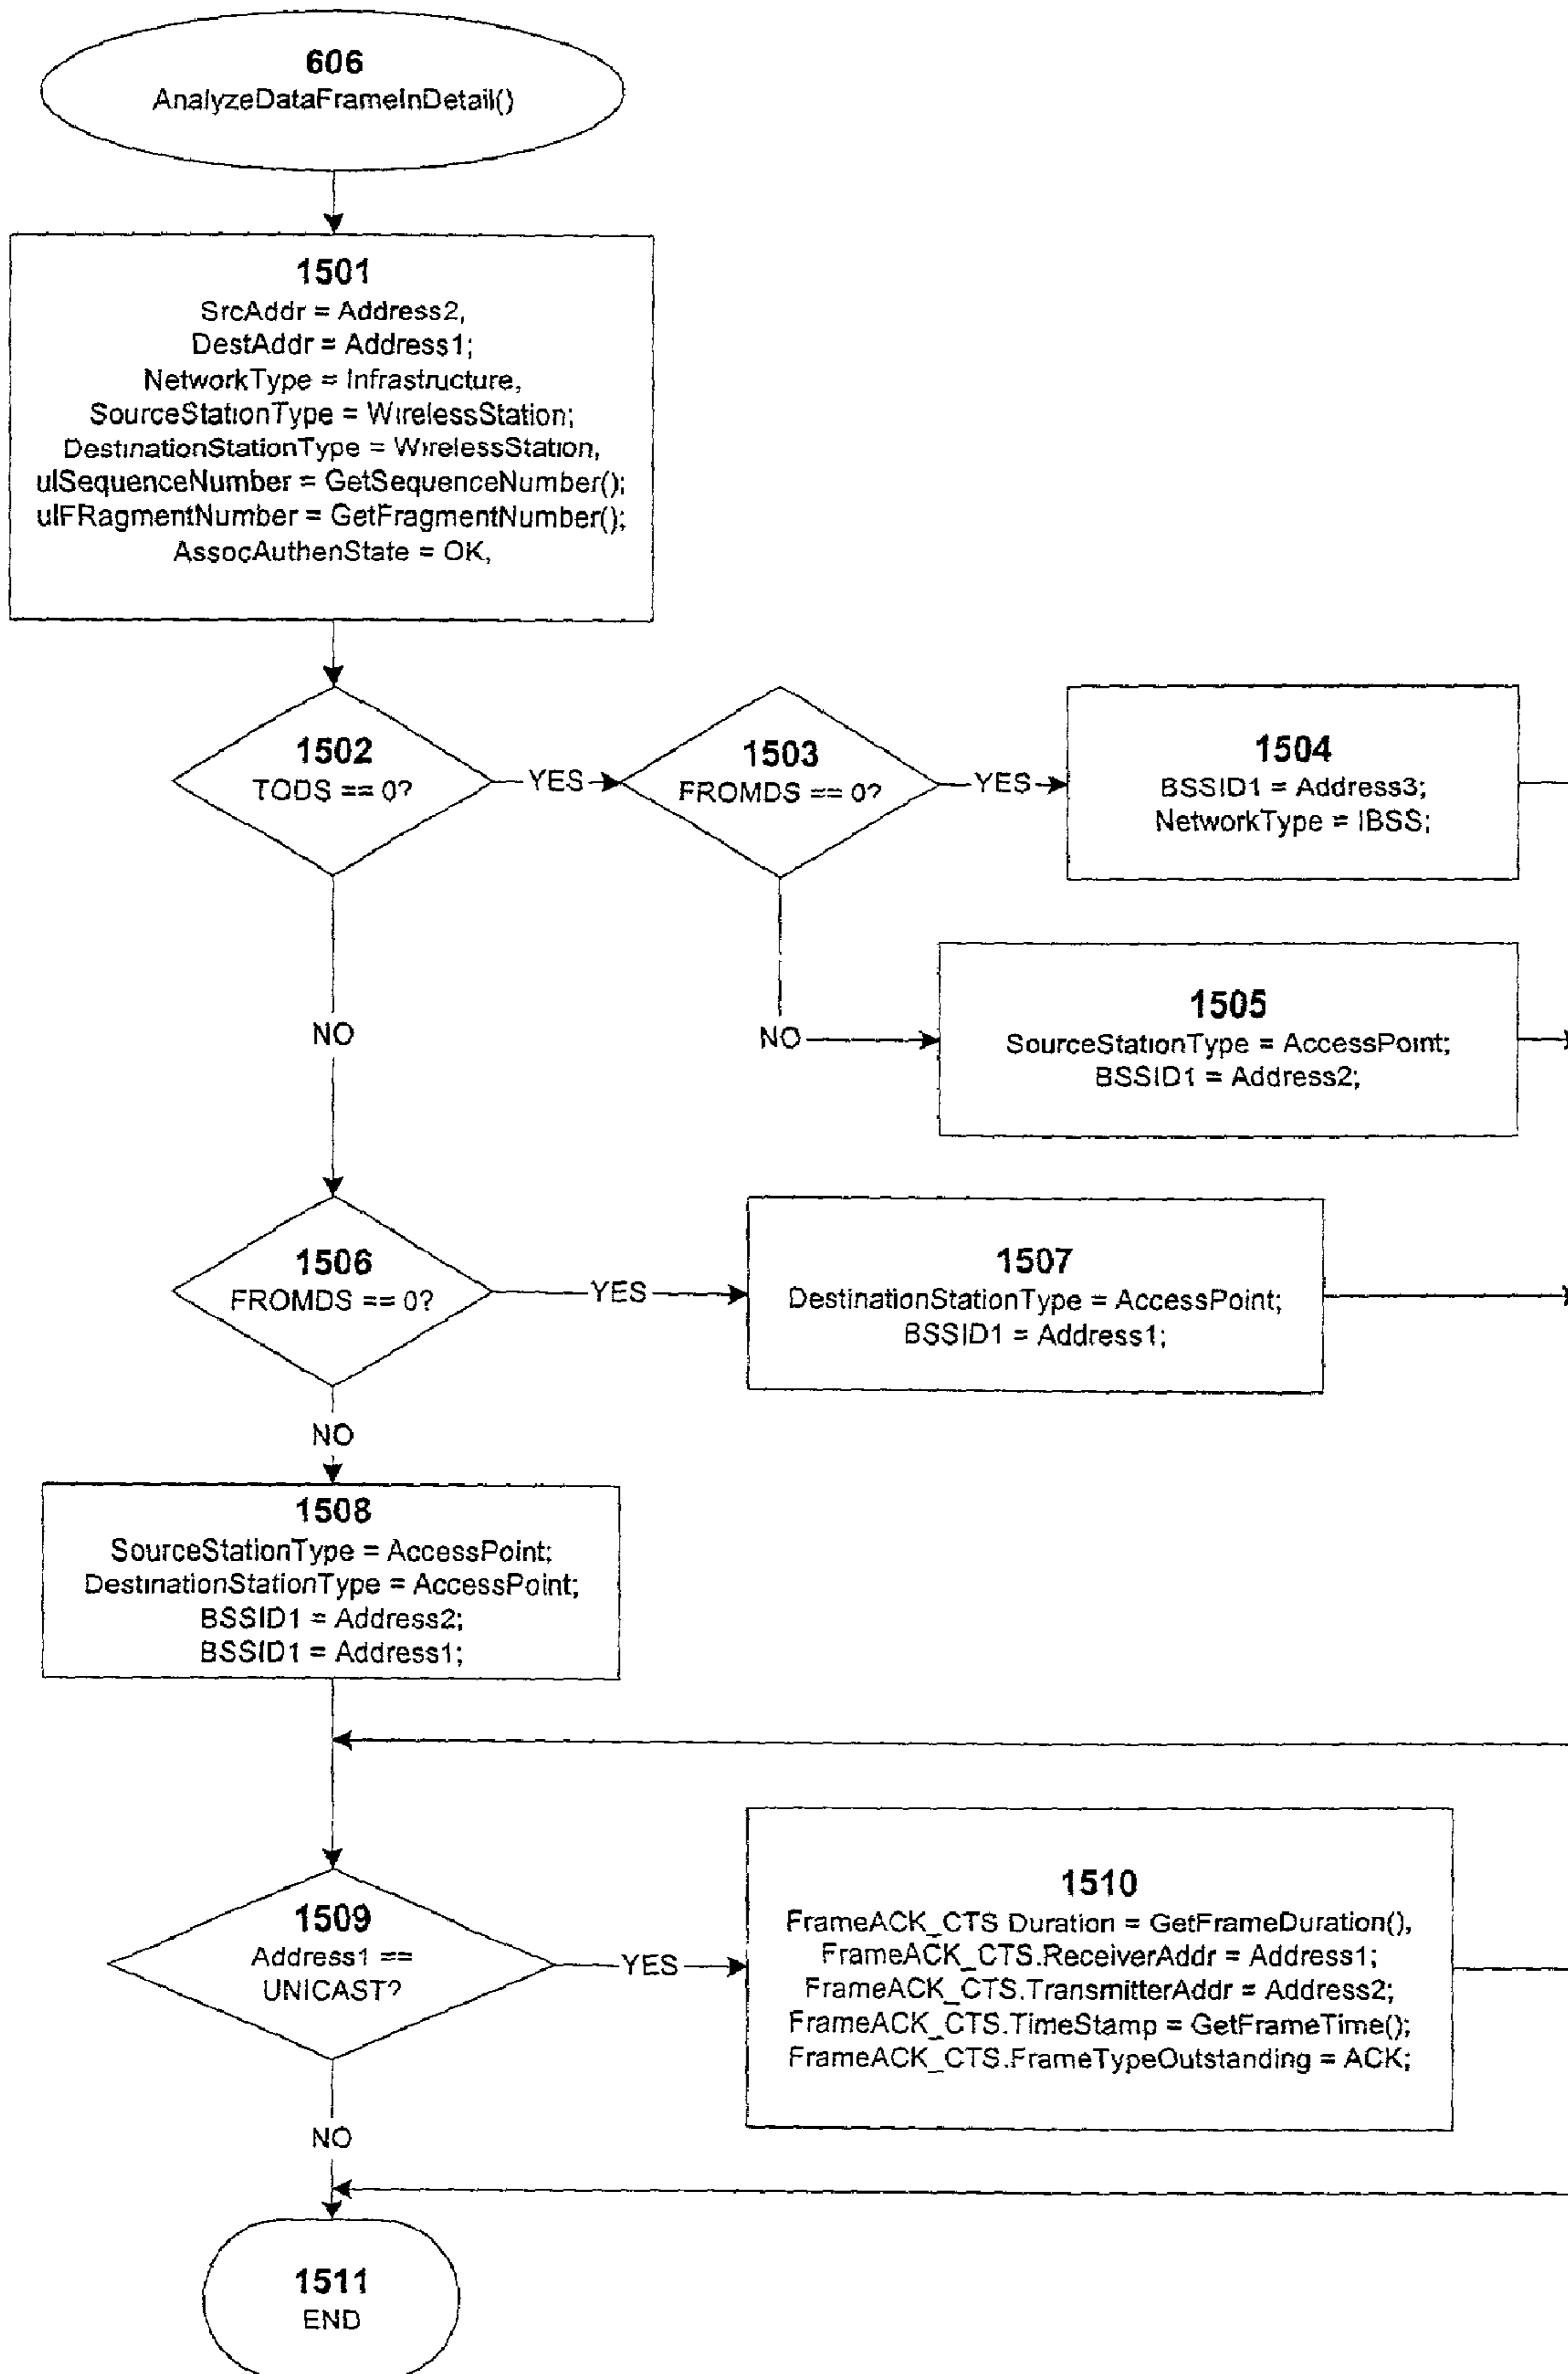 606
AnalyzeDataFrameInDetail()
1501
SrcAddr = Address2,
DestAddr = Address1;
NetworkType = Infrastructure,
SourceStationType = WirelessStation;
DestinationStationType = WirelessStation,
ulSequenceNumber = GetSequenceNumber();
ulFRagmentNumber = GetFragmentNumber();
AssocAuthenState = OK,
1502
TODS == 0?
YES
1503
FROMDS == 0?
YES
1504
BSSID1 = Address3;
NetworkType = IBSS;
NO
NO
1505
SourceStationType = AccessPoint;
BSSID1 = Address2;
1506
FROMDS == 0?
YES
1507
DestinationStationType = AccessPoint;
BSSID1 = Address1;
NO
1508
SourceStationType = AccessPoint;
DestinationStationType = AccessPoint;
BSSID1 = Address2;
BSSID1 = Address1;
1509
Address1 ==
UNICAST?
YES
1510
FrameACK_CTS Duration = GetFrameDuration(),
FrameACK_CTS.ReceiverAddr = Address1;
FrameACK_CTS.TransmitterAddr = Address2;
FrameACK_CTS.TimeStamp = GetFrameTime();
FrameACK_CTS.FrameTypeOutstanding = ACK;
NO
1511
END